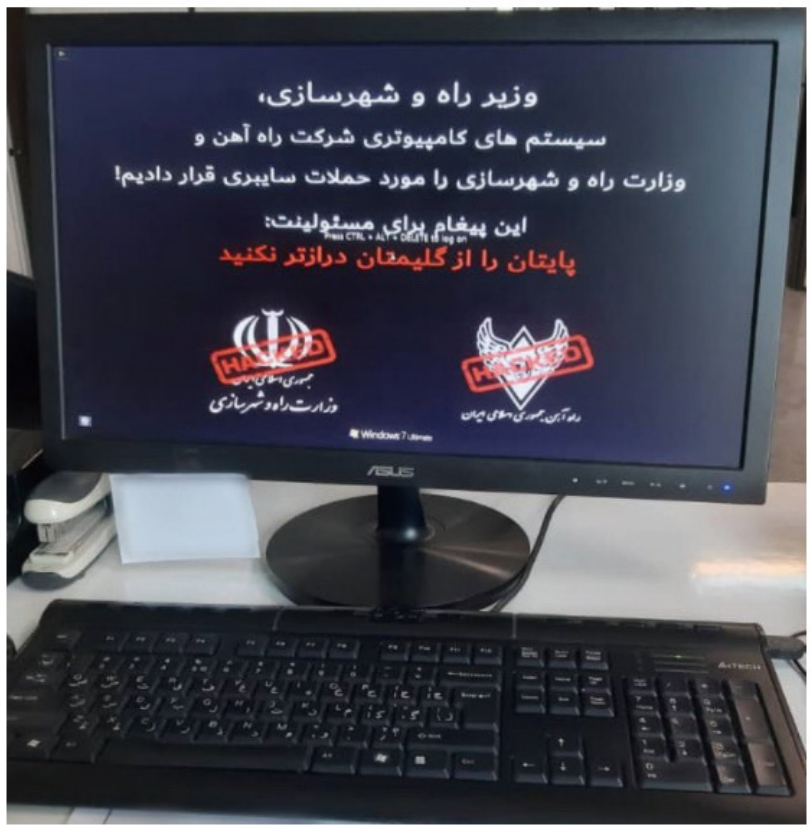 وزیر راه و شهرسازی،
سیستم های کامپیوتری شرکت راه آهن و
وزارت راه و شهرسازی را مورد حملات سایبری قرار دادیم!
این پیغام برای مسئولینت:
Press CTRL + ALT + DELETE to log on
پایتان را از گلیمتان درازتر نکنید
HACKED
جمهوری اسلامی ایران
وزارت راه و شهرسازی
HACKED
راه آهن جمهوری اسلامی ایران
Windows 7 Ultimate
ASUS
A4TECH